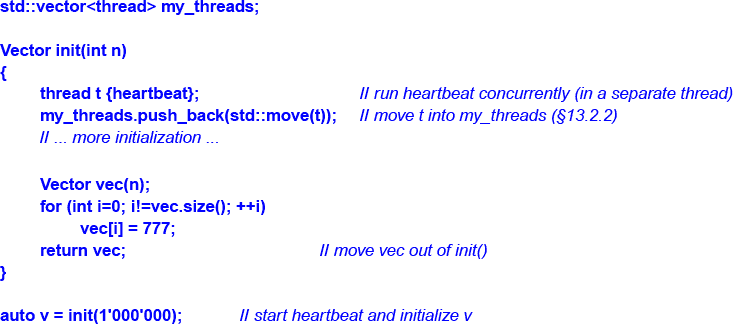 std::vector<thread> my_threads;
Vector init(int n)
{
thread t {heartbeat}; // run heartbeat concurrently (in a separate thread)
my_threads.push_back(std::move(t)); // move t into my_threads (§13.2.2)
// ... more initialization ...
Vector vec(n);
for (int i=0; i!=vec.size(); ++i)
vec[i] = 777;
return vec; // move vec out of init()
}
auto v = init(1'000'000); // start heartbeat and initialize v